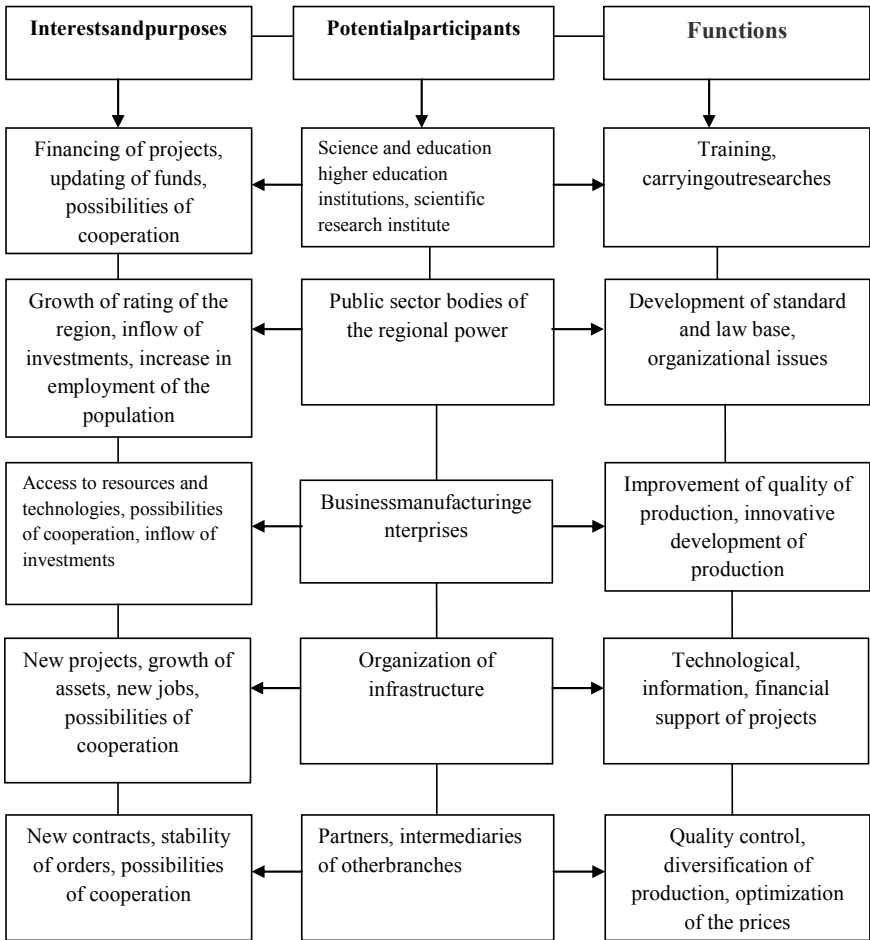 Interestsandpurposes
Potentialparticipants
Functions
Financing of projects,
updating of funds,
possibilities of
cooperation
Science and education
higher education
institutions, scientific
research institute
Training,
carryingoutresearches
Growth of rating of the
region, inflow of
investments, increase in
employment of the
population
Public sector bodies of
the regional power
Development of standard
and law base,
organizational issues
Access to resources and
technologies, possibilities
of cooperation, inflow of
investments
Businessmanufacturinge
nterprises
Improvement of quality of
production, innovative
development of
production
New projects, growth of
assets, new jobs,
possibilities of
cooperation
Organization of
infrastructure
Technological,
information, financial
support of projects
New contracts, stability
of orders, possibilities
of cooperation
Partners, intermediaries
of otherbranches
Quality control,
diversification of
production, optimization
of the prices